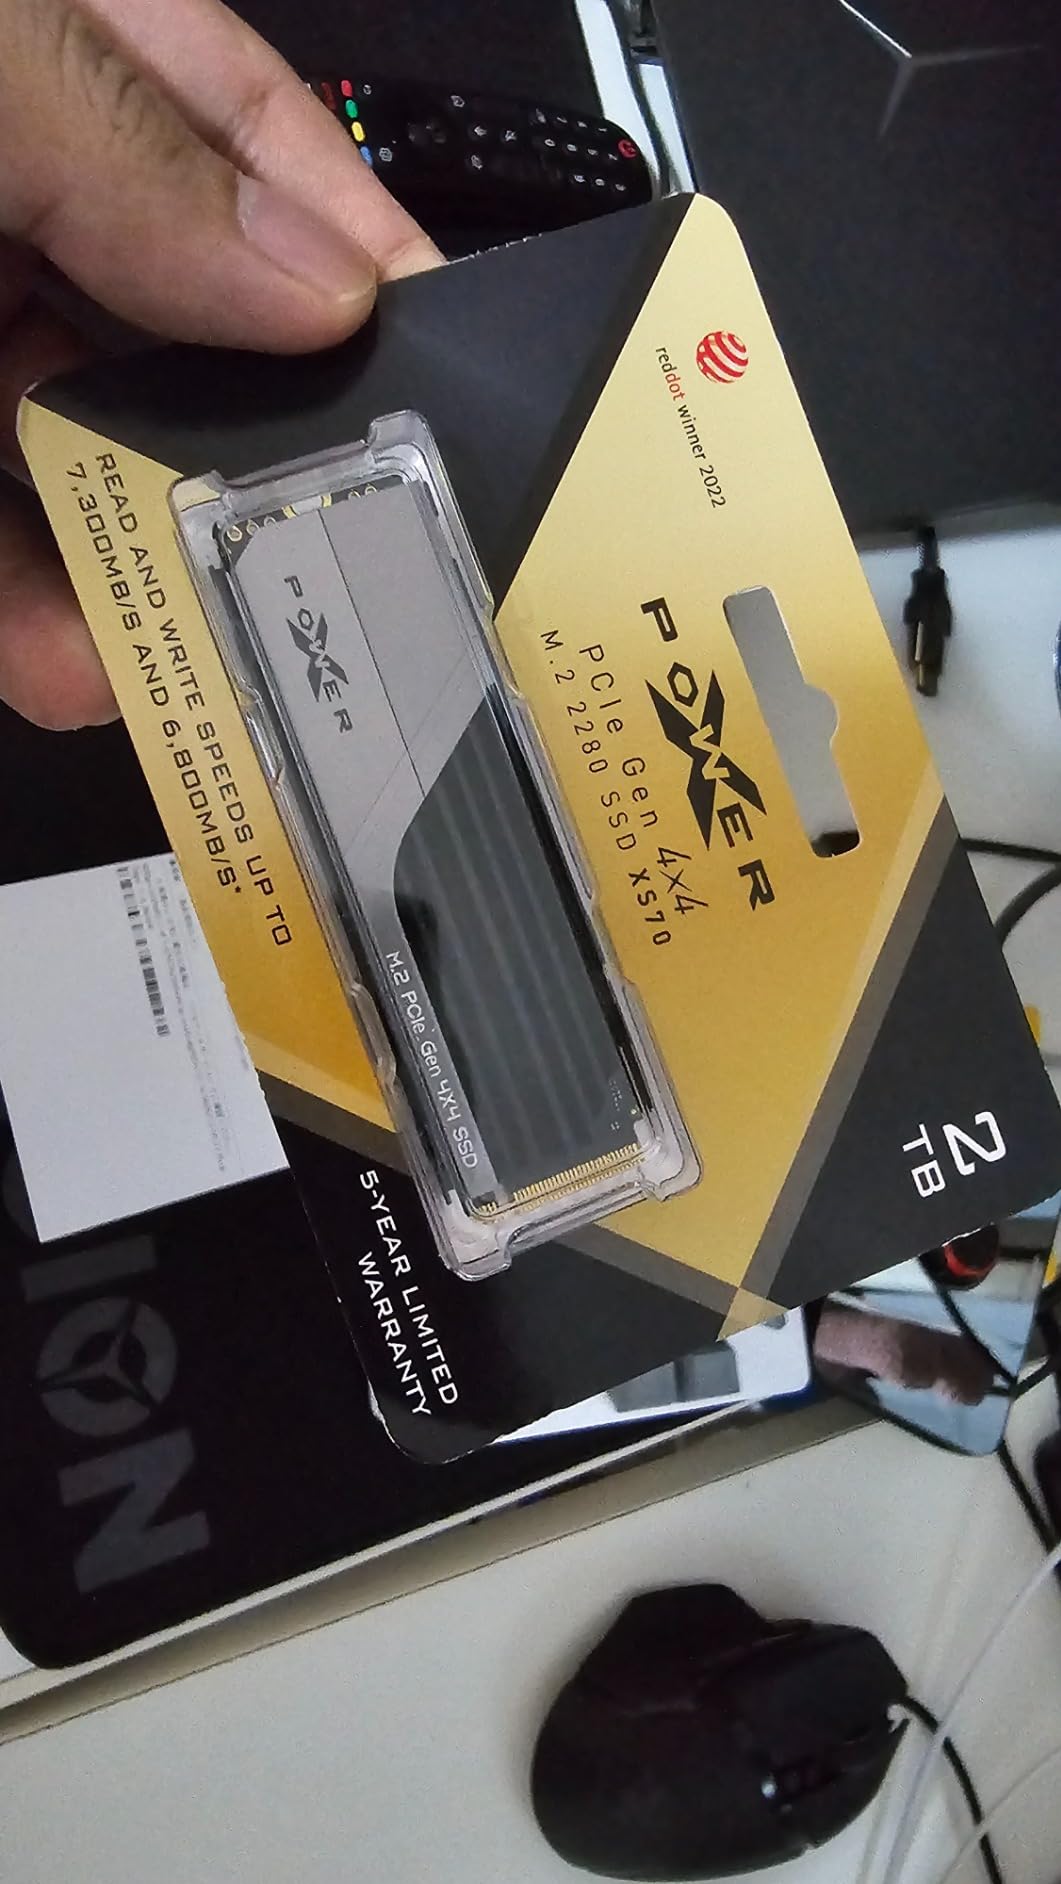 reddot winner 2022
POWER
PCIe Gen 4x4
M.2 2280 SSD XS70
2
TB
POWER
M.2 PCIe Gen 4X4 SSD
READ AND WRITE SPEEDS UP TO
7,300MB/S AND 6,800MB/S*
5-YEAR LIMITED
WARRANTY